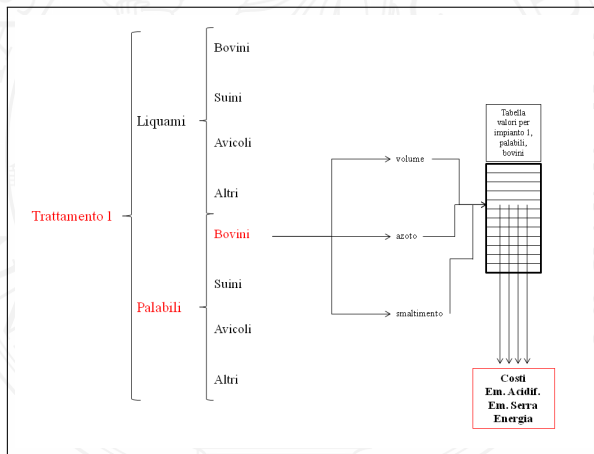 Trattamento 1
Liquami
Palabili
Bovini
Suini
Avicoli
Altri
Bovini
Suini
Avicoli
Altri
volume
azoto
smaltimento
Tabella
valori per
impianto 1,
palabili,
bovini
Costi
Em. Acidif.
Em. Serra
Energia